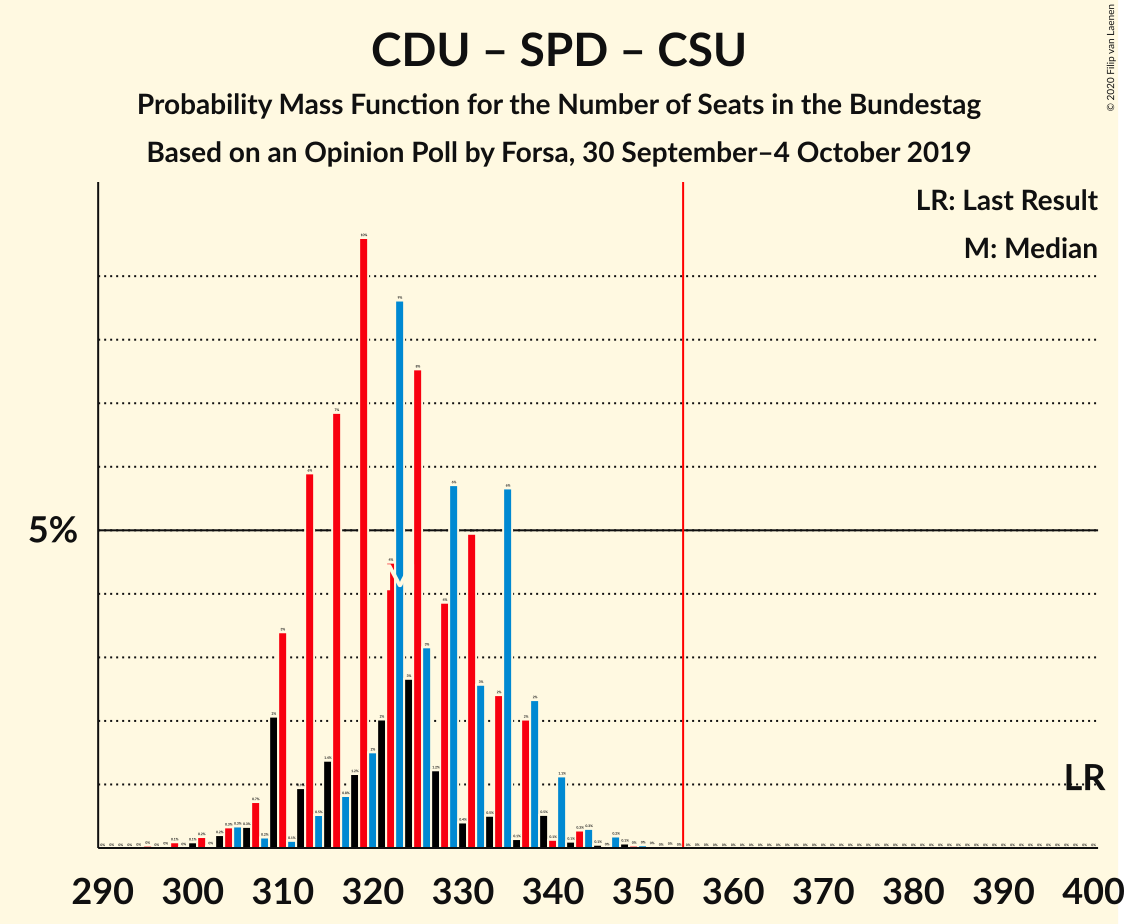 CDU – SPD – CSU
Probability Mass Function for the Number of Seats in the Bundestag
Based on an Opinion Poll by Forsa, 30 September–4 October 2019
© 2020 Filip van Laenen
LR: Last Result
M: Median
5%
M
LR
290 300 310 320 330 340 350 360 370 380 390 400